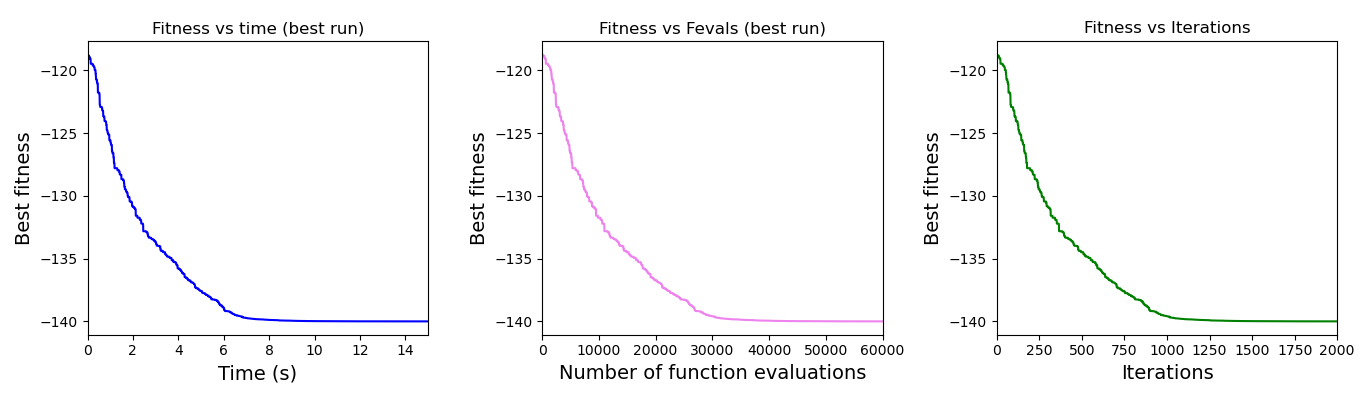 Fitness vs time (best run)
Best fitness
−120
−125
−130
−135
−140
0 2 4 6 8 10 12 14
Time (s)
Fitness vs Fevals (best run)
Best fitness
−120
−125
−130
−135
−140
0 10000 20000 30000 40000 50000 60000
Number of function evaluations
Fitness vs Iterations
Best fitness
−120
−125
−130
−135
−140
0 250 500 750 1000 1250 1500 1750 2000
Iterations